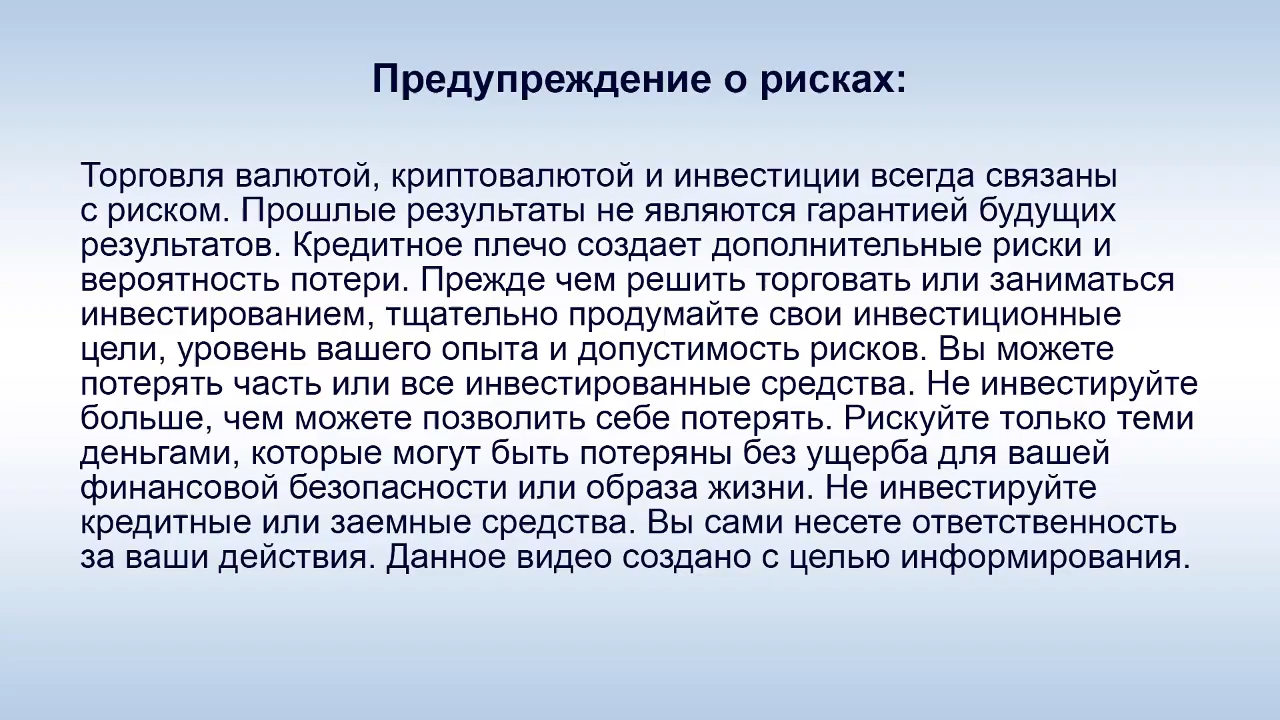 Предупреждение о рисках:
Торговля валютой, криптовалютой и инвестиции всегда связаны
с риском. Прошлые результаты не являются гарантией будущих
результатов. Кредитное плечо создает дополнительные риски и
вероятность потери. Прежде чем решить торговать или заниматься
инвестированием, тщательно продумайте свои инвестиционные
цели, уровень вашего опыта и допустимость рисков. Вы можете
потерять часть или все инвестированные средства. Не инвестируйте
больше, чем можете позволить себе потерять. Рискуйте только теми
деньгами, которые могут быть потеряны без ущерба для вашей
финансовой безопасности или образа жизни. Не инвестируйте
кредитные или заемные средства. Вы сами несете ответственность
за ваши действия. Данное видео создано с целью информирования.